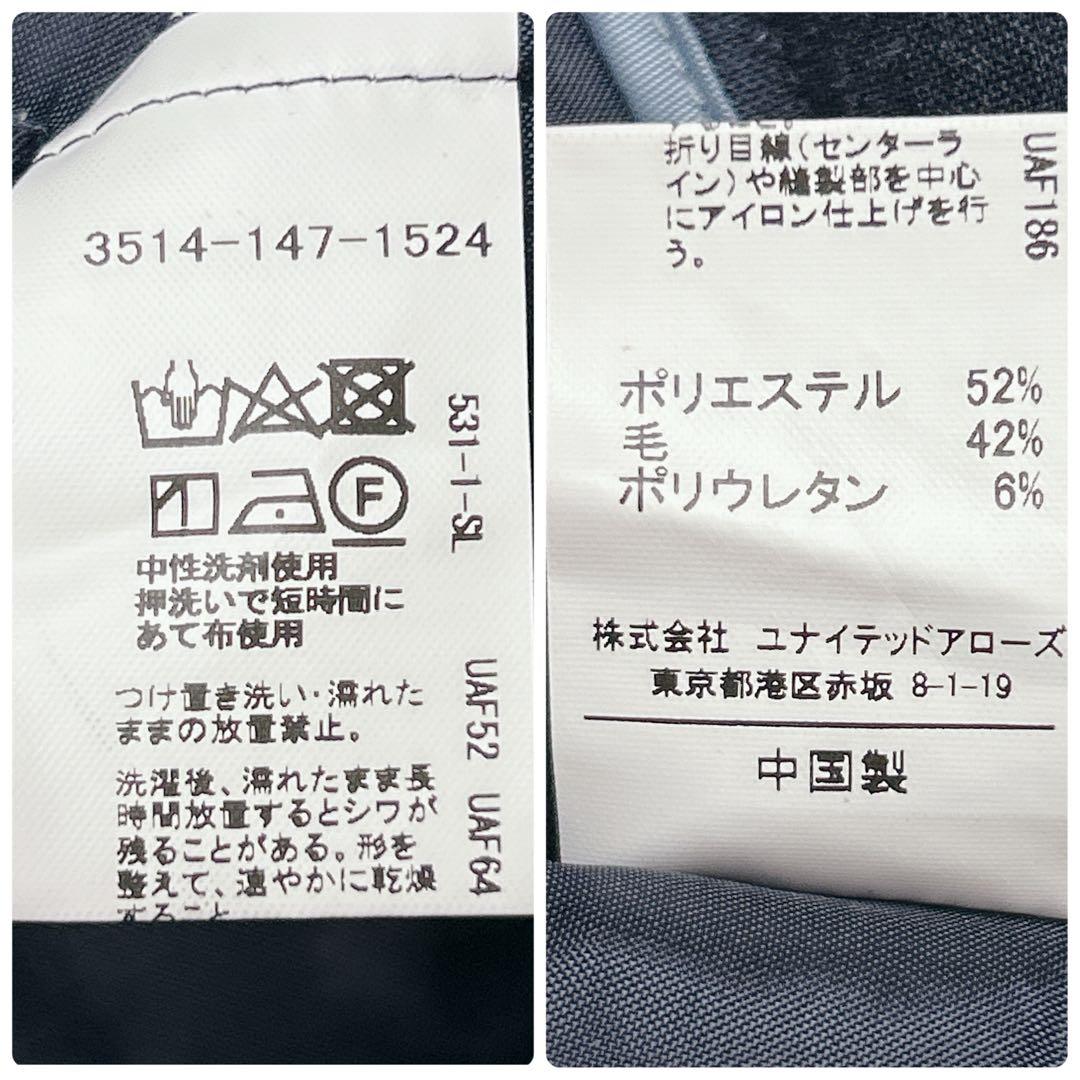 3514-147-1524
531-1-SL
F
中性洗剤使用
押洗いで短時間に
あて布使用
つけ置き洗い・濡れた
ままの放置禁止。
洗濯後、濡れたまま長
時間放置するとシワが
残ることがある。形を
整えて、速やかに乾燥
すること
UAF52 UAF64
折り目線(センターラ
イン)や縫製部を中心
にアイロン仕上げを行
う。
UAF186
ポリエステル 52%
毛 42%
ポリウレタン 6%
株式会社 ユナイテッドアローズ
東京都港区赤坂 8-1-19
中国製